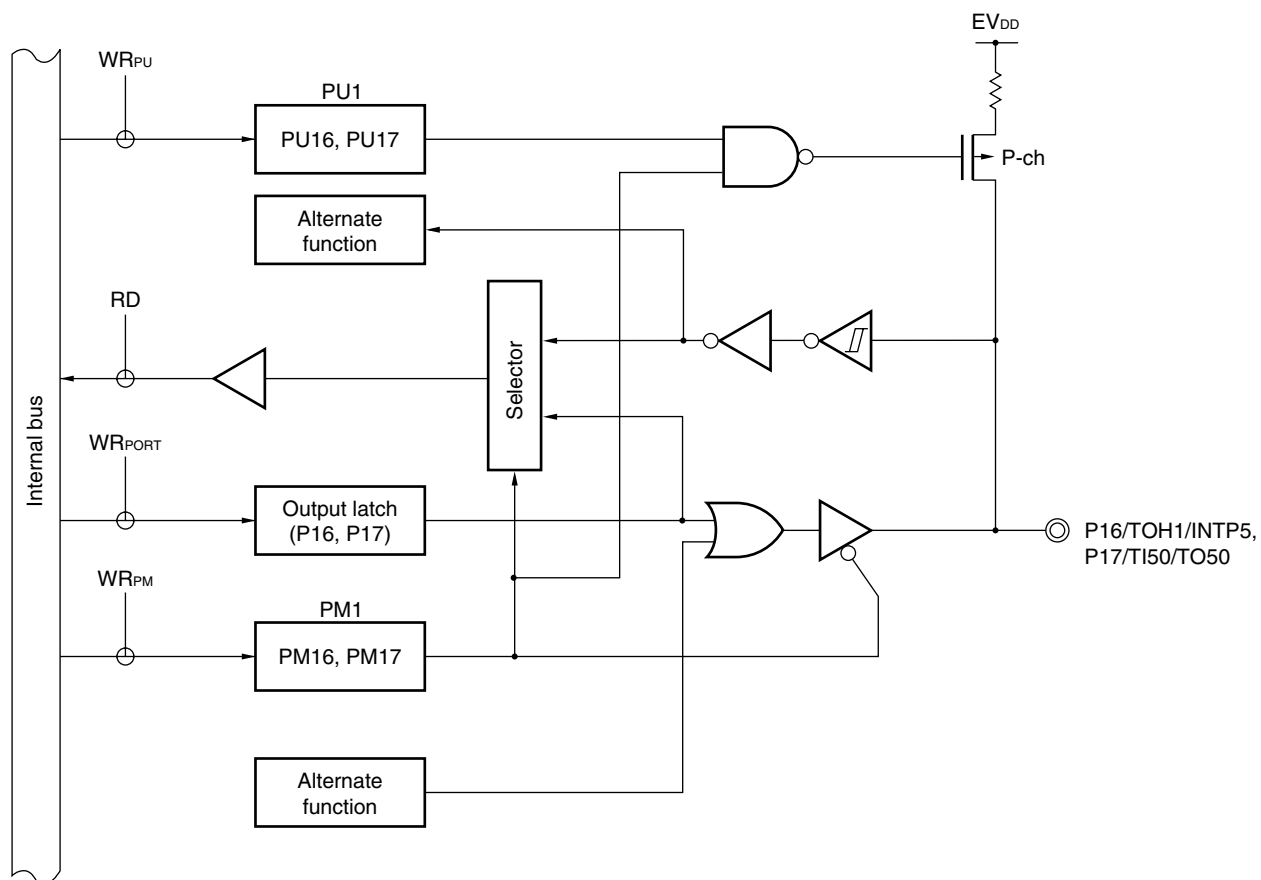 EVDD
WRPU
PU1
PU16, PU17
P-ch
Alternate
function
RD
Selector
Internal bus
WRPORT
Output latch
(P16, P17)
P16/TOH1/INTP5,
P17/TI50/TO50
WRPM
PM1
PM16, PM17
Alternate
function